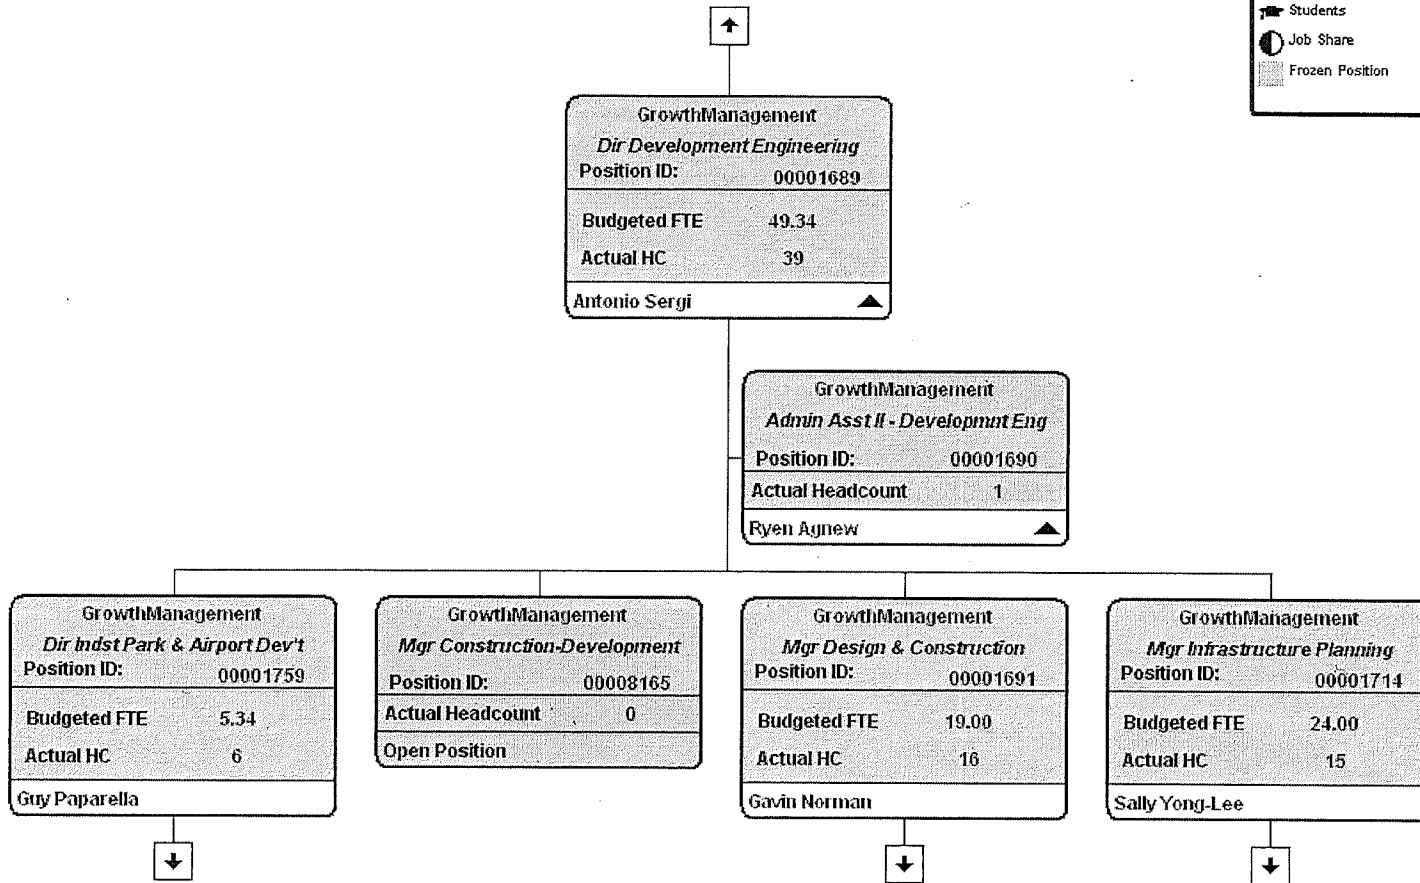 Students
Job Share
Frozen Position
GrowthManagement
Dir Development Engineering
Position ID: 00001689
Budgeted FTE 49.34
Actual HC 39
Antonio Sergi
GrowthManagement
Admin Asst II - Developmnt Eng
Position ID: 00001690
Actual Headcount 1
Ryen Agnew
GrowthManagement
Dir Indst Park & Airport Dev't
Position ID: 00001759
Budgeted FTE 5.34
Actual HC 6
Guy Paparella
GrowthManagement
Mgr Construction-Development
Position ID: 00008165
Actual Headcount 0
Open Position
GrowthManagement
Mgr Design & Construction
Position ID: 00001691
Budgeted FTE 19.00
Actual HC 16
Gavin Norman
GrowthManagement
Mgr Infrastructure Planning
Position ID: 00001714
Budgeted FTE 24.00
Actual HC 15
Sally Yong-Lee